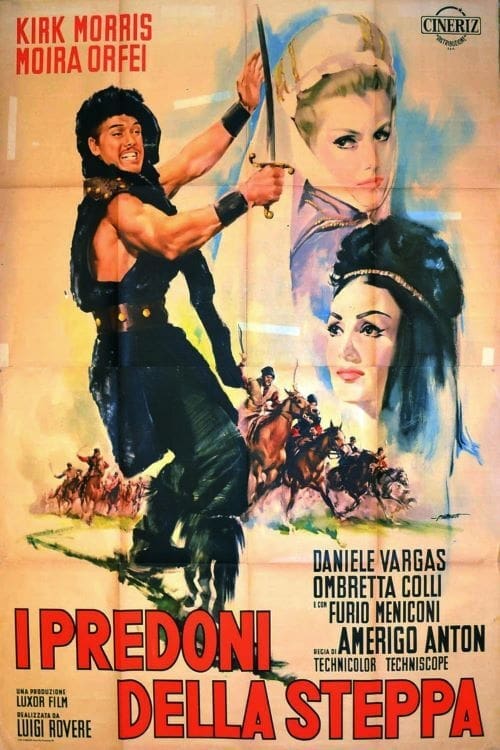 KIRK MORRIS
MOIRA ORFEI
CINERIZ
DISTRIBUZIONE
DANIELE VARGAS
OMBRETTA COLLI
E CON FURIO MENICONI
REGIA DI AMERIGO ANTON
TECHNICOLOR TECHNISCOPE
I PREDONI
DELLA STEPPA
UNA PRODUZIONE
LUXOR FILM
REALIZZATA DA
LUIGI ROVERE